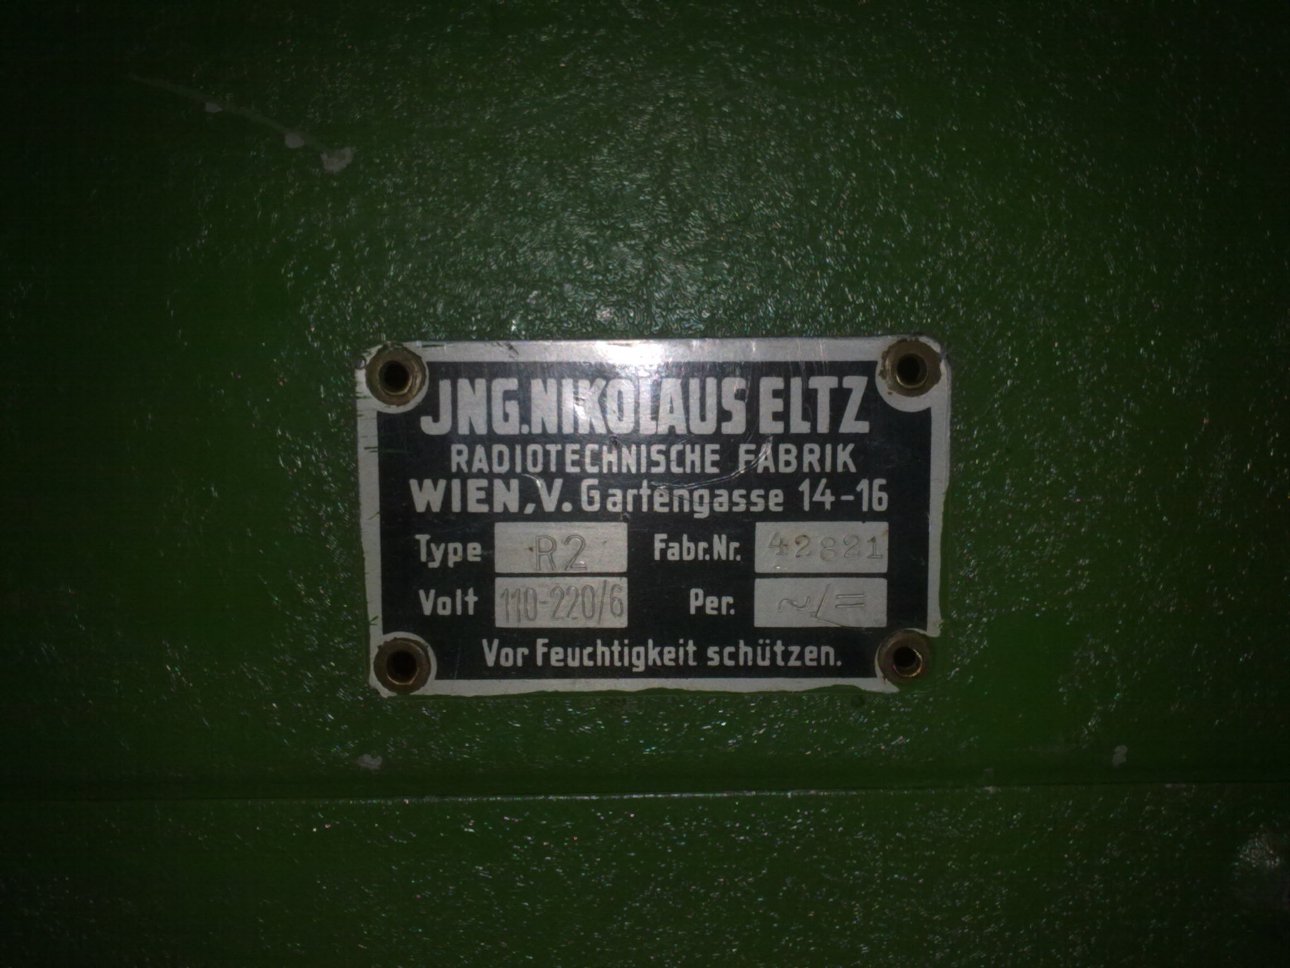 JNG. NIKOLAUS ELTZ
RADIOTECHNISCHE FABRIK
WIEN, V. Gartengasse 14-16
Type R2 Fabr.Nr. 42821
Volt 110-220/6 Per. ~/=
Vor Feuchtigkeit schützen.